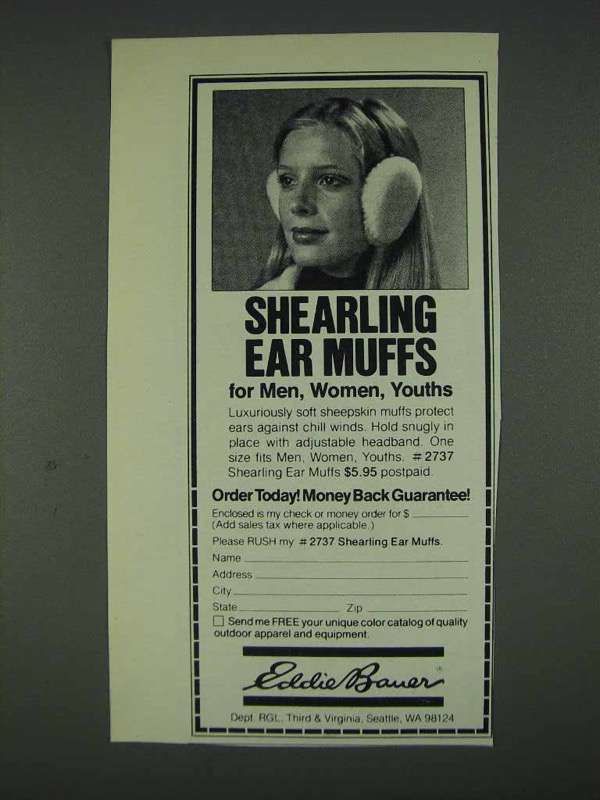 SHEARLING
EAR MUFFS
for Men, Women, Youths
Luxuriously soft sheepskin muffs protect
ears against chill winds. Hold snugly in
place with adjustable headband. One
size fits Men, Women, Youths. #2737
Shearling Ear Muffs $5.95 postpaid.
Order Today! Money Back Guarantee!
Enclosed is my check or money order for $
(Add sales tax where applicable.)
Please RUSH my #2737 Shearling Ear Muffs.
Name
Address
City
State Zip
Send me FREE your unique color catalog of quality
outdoor apparel and equipment.
Eddie Bauer
Dept. RGL, Third & Virginia, Seattle, WA 98124